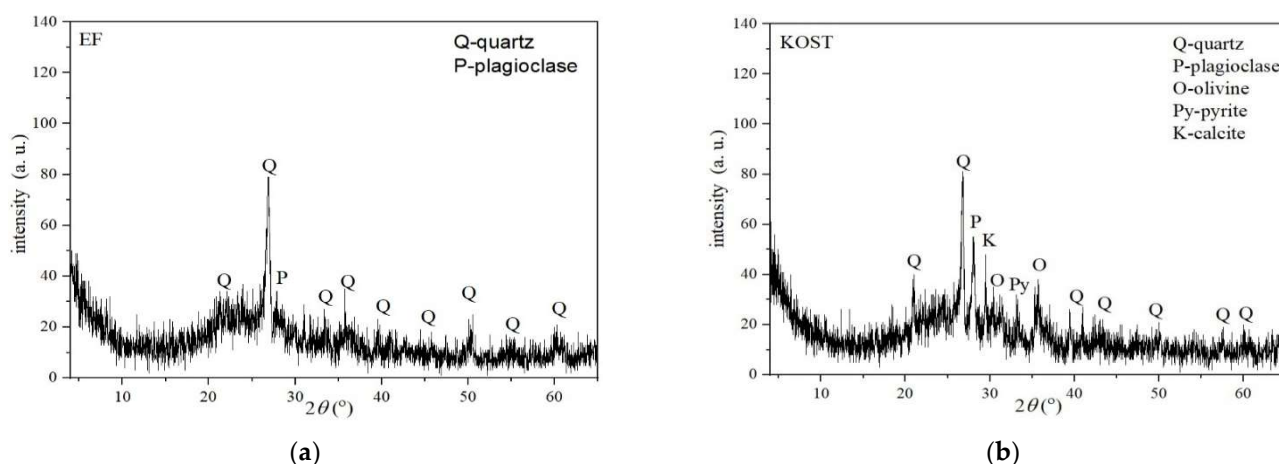 140
120
100
80
60
40
20
0
intensity (a. u.)
EF
Q-quartz
P-plagioclase
Q
Q
P
Q
Q
Q
Q
Q
Q
Q
10
20
30
40
50
60
2θ(°)
(a)
140
120
100
80
60
40
20
0
intensity (a. u.)
KOST
Q-quartz
P-plagioclase
O-olivine
Py-pyrite
K-calcite
Q
Q
P
K
O
Py
O
Q
Q
Q
Q
Q
10
20
30
40
50
60
2θ(°)
(b)